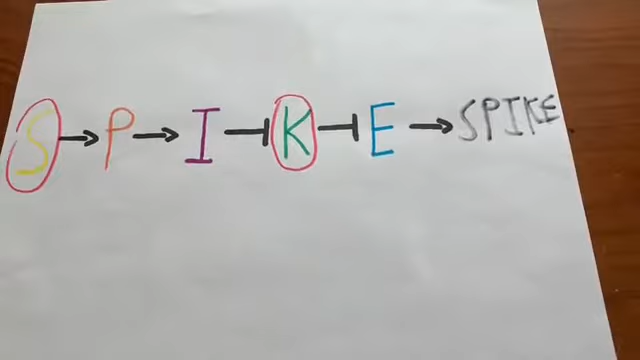 S → P → I ⊣ K ⊣ E → SPIKE